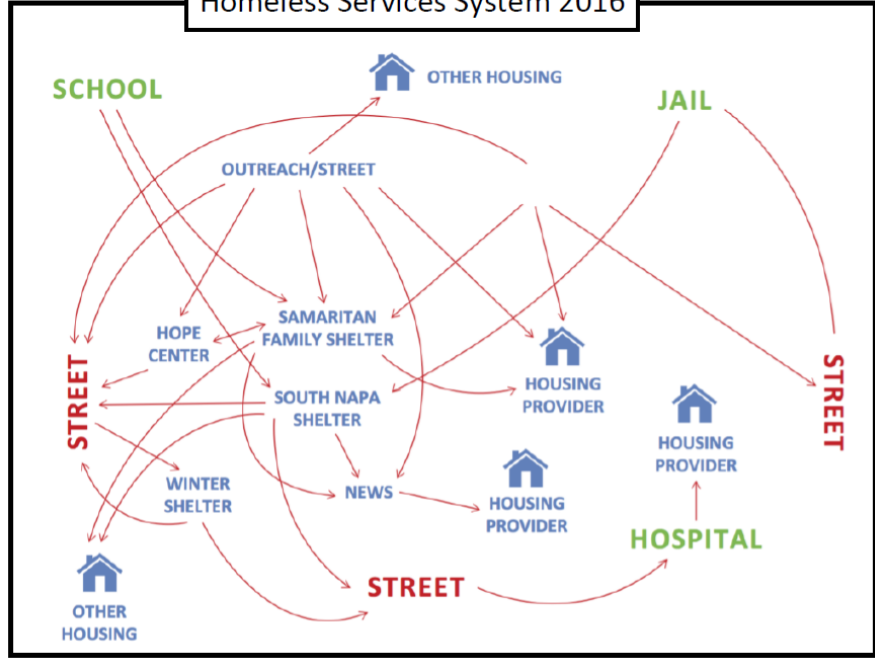 Homeless Services System 2016
OTHER HOUSING
SCHOOL
JAIL
OUTREACH/STREET
SAMARITAN
FAMILY SHELTER
HOPE
CENTER
STREET
SOUTH NAPA
SHELTER
HOUSING
PROVIDER
STREET
HOUSING
PROVIDER
WINTER
SHELTER
NEWS
HOUSING
PROVIDER
HOSPITAL
STREET
OTHER
HOUSING